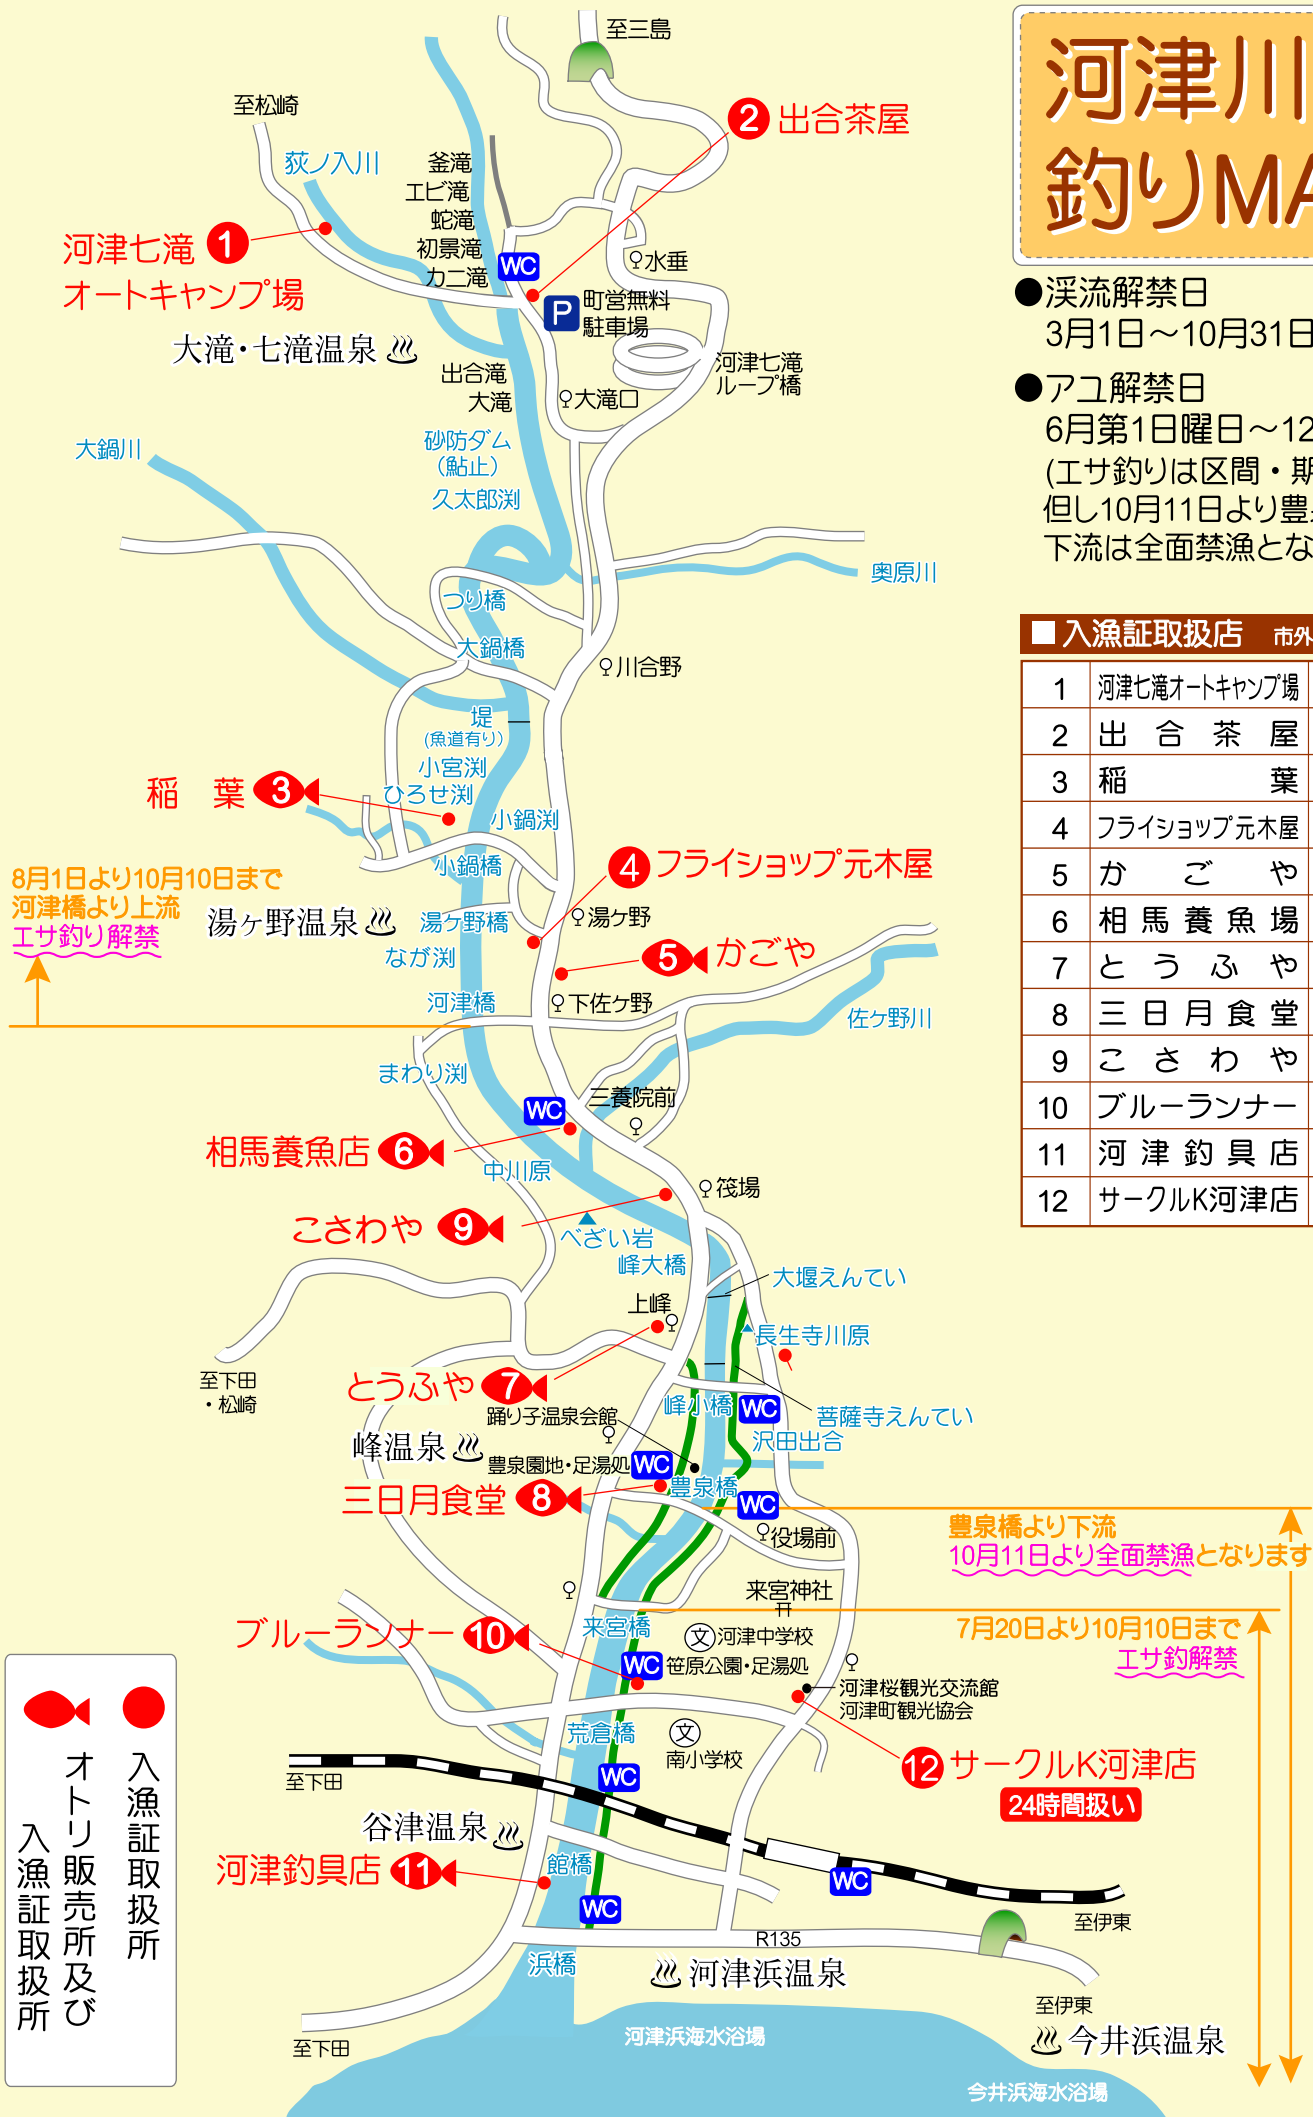 河津川
釣りMA
●渓流解禁日
3月1日～10月31日
●アユ解禁日
6月第1日曜日～12
(エサ釣りは区間・期
但し10月11日より豊
下流は全面禁漁とな
■入漁証取扱店 市外
1 河津七滝オートキャンプ場
2 出合茶屋
3 稲葉
4 フライショップ元木屋
5 かごや
6 相馬養魚場
7 とうふや
8 三日月食堂
9 こさわや
10 ブルーランナー
11 河津釣具店
12 サークルK河津店
至三島
至松崎
2 出合茶屋
荻ノ入川
釜滝
エビ滝
蛇滝
初景滝
カニ滝
河津七滝 1
オートキャンプ場
WC
水垂
P 町営無料
駐車場
大滝・七滝温泉
河津七滝
ループ橋
出合滝
大滝
大滝口
大鍋川
砂防ダム
（鮎止）
久太郎渕
奥原川
つり橋
大鍋橋
川合野
堤
(魚道有り)
小宮渕
ひろせ渕
稲 葉 3
小鍋渕
小鍋橋
4 フライショップ元木屋
8月1日より10月10日まで
河津橋より上流
エサ釣り解禁
湯ヶ野温泉
湯ヶ野橋
湯ヶ野
なが渕
5 かごや
河津橋
下佐ヶ野
佐ケ野川
まわり渕
WC
三養院前
相馬養魚店 6
中川原
筏場
こさわや 9
べざい岩
峰大橋
大堰えんてい
上峰
長生寺川原
至下田
・松崎
とうふや 7
峰小橋
WC
踊り子温泉会館
菩薩寺えんてい
沢田出合
峰温泉
豊泉園地・足湯処
WC
三日月食堂 8
豊泉橋
WC
役場前
豊泉橋より下流
10月11日より全面禁漁となります
来宮神社
来宮橋
7月20日より10月10日まで
エサ釣解禁
ブルーランナー 10
文 河津中学校
WC
笹原公園・足湯処
河津桜観光交流館
河津町観光協会
荒倉橋
文
南小学校
12 サークルK河津店
24時間扱い
至下田
WC
谷津温泉
河津釣具店 11
館橋
WC
WC
至伊東
R135
浜橋
河津浜温泉
至伊東
今井浜温泉
至下田
河津浜海水浴場
今井浜海水浴場
入漁証取扱所
オトリ販売所及び
入漁証取扱所